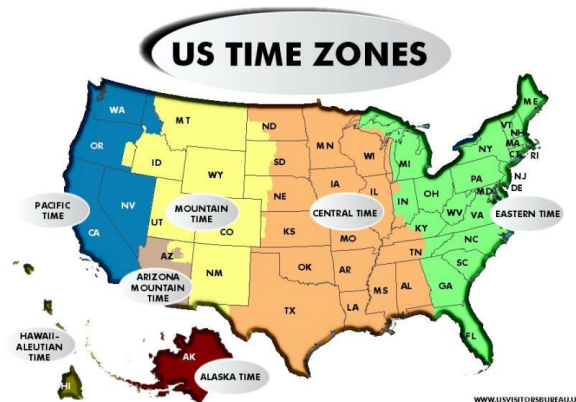 US TIME ZONES
WA
MT
ND
MN
ME
OR
ID
SD
WI
MI
VT
NH
NY
MA
CT
RI
WY
IA
PA
NJ
NV
UT
NE
IL
IN
OH
MD
DE
PACIFIC
TIME
MOUNTAIN
TIME
CENTRAL TIME
EASTERN TIME
CA
CO
KS
MO
KY
WV
VA
AZ
NM
OK
AR
TN
NC
SC
ARIZONA
MOUNTAIN
TIME
TX
LA
MS
AL
GA
FL
HAWAII-
ALEUTIAN
TIME
HI
AK
ALASKA TIME
WWW.USVISITORSBUREAU.U